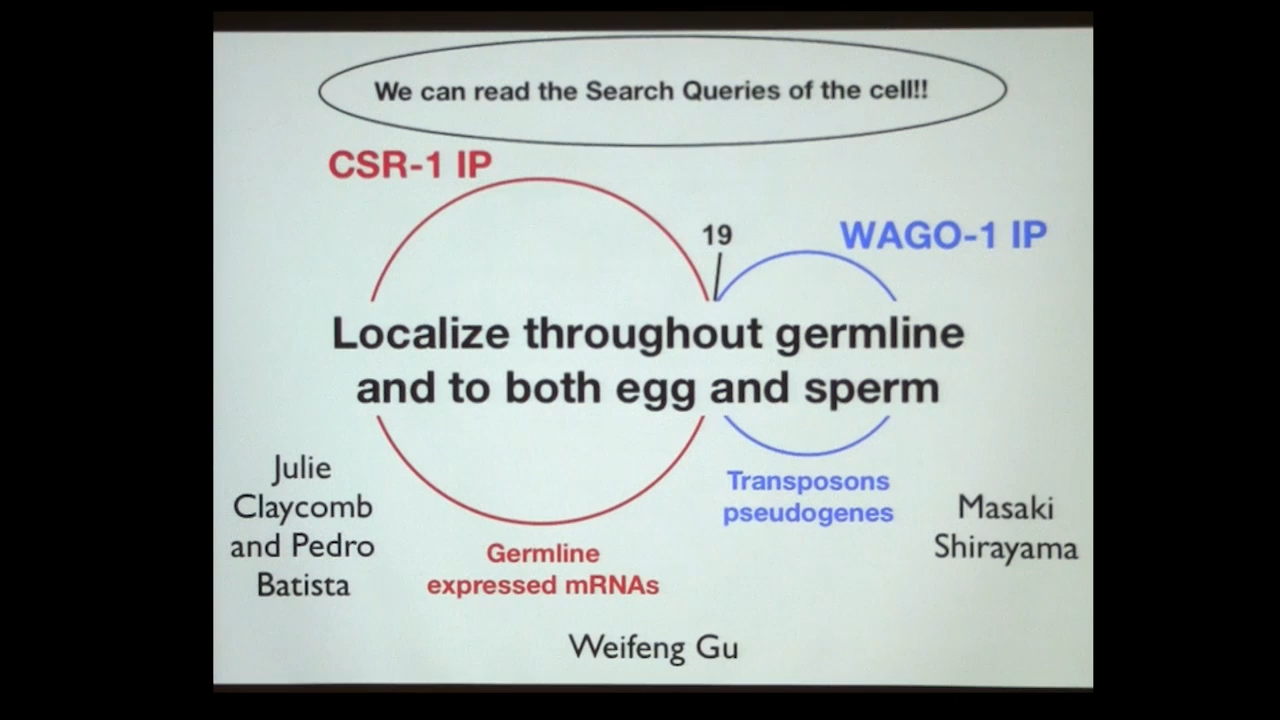 We can read the Search Queries of the cell!!
CSR-1 IP
19
WAGO-1 IP
Localize throughout germline
and to both egg and sperm
Julie
Claycomb
and Pedro
Batista
Transposons
pseudogenes
Masaki
Shirayama
Germline
expressed mRNAs
Weifeng Gu